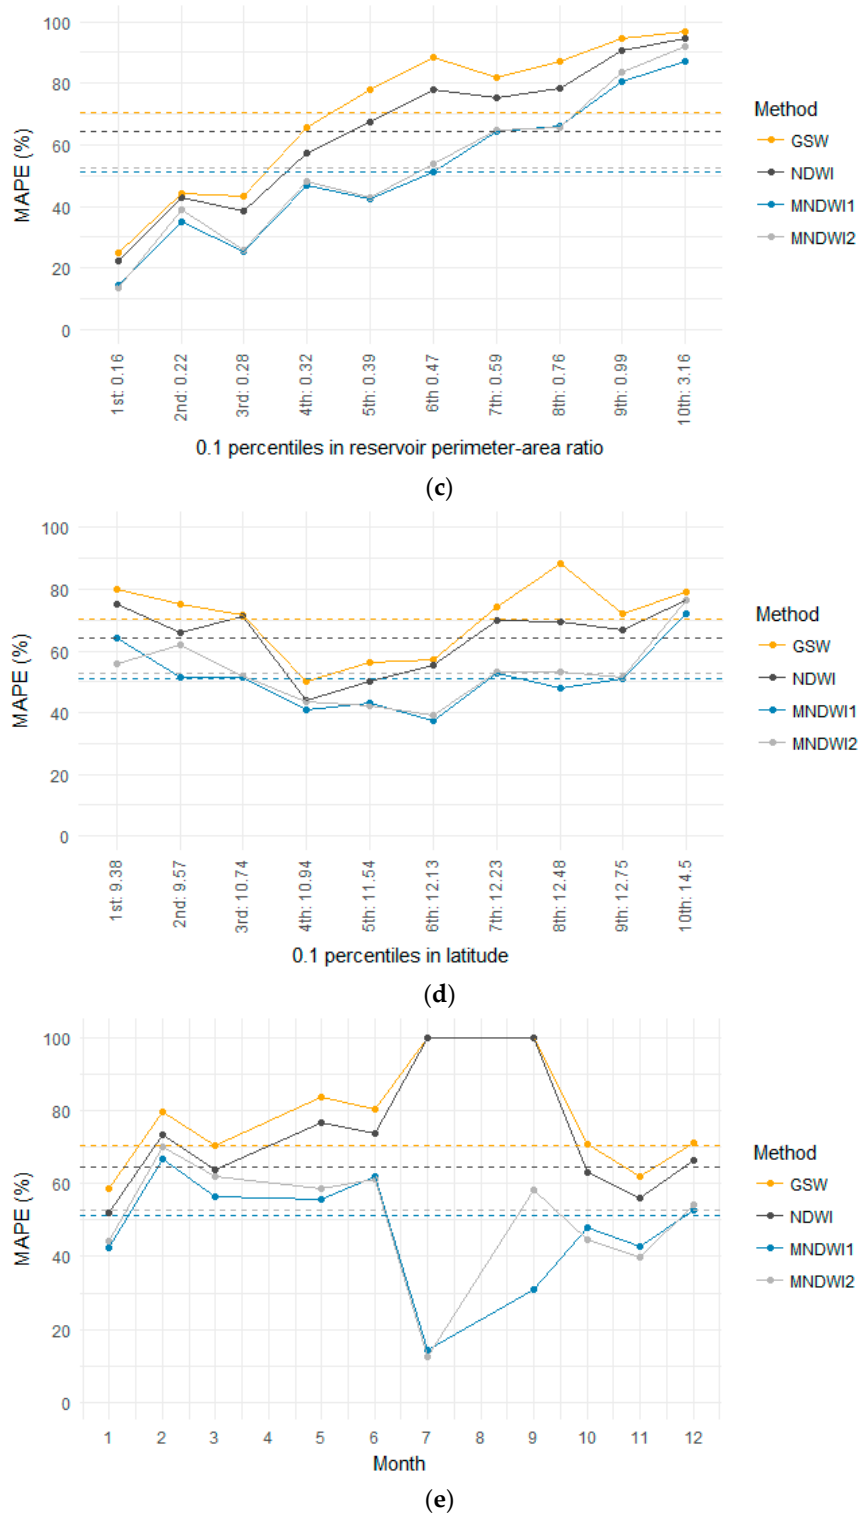 100
80
60
40
20
0
MAPE (%)
1st: 0.16
2nd: 0.22
3rd: 0.28
4th: 0.32
5th: 0.39
6th 0.47
7th: 0.59
8th: 0.76
9th: 0.99
10th: 3.16
0.1 percentiles in reservoir perimeter-area ratio
Method
GSW
NDWI
MNDWI1
MNDWI2
(c)
100
80
60
40
20
0
MAPE (%)
1st: 9.38
2nd: 9.57
3rd: 10.74
4th: 10.94
5th: 11.54
6th: 12.13
7th: 12.23
8th: 12.48
9th: 12.75
10th: 14.5
0.1 percentiles in latitude
Method
GSW
NDWI
MNDWI1
MNDWI2
(d)
100
80
60
40
20
0
MAPE (%)
1 2 3 4 5 6 7 8 9 10 11 12
Month
Method
GSW
NDWI
MNDWI1
MNDWI2
(e)